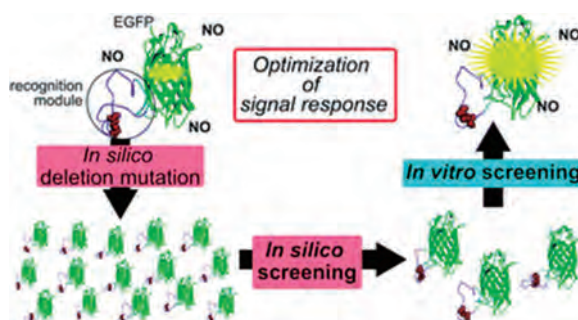 EGFP
NO
NO
NO
recognition
module
NO
Optimization
of
signal response
NO
NO
NO
In silico
deletion mutation
In vitro screening
In silico
screening